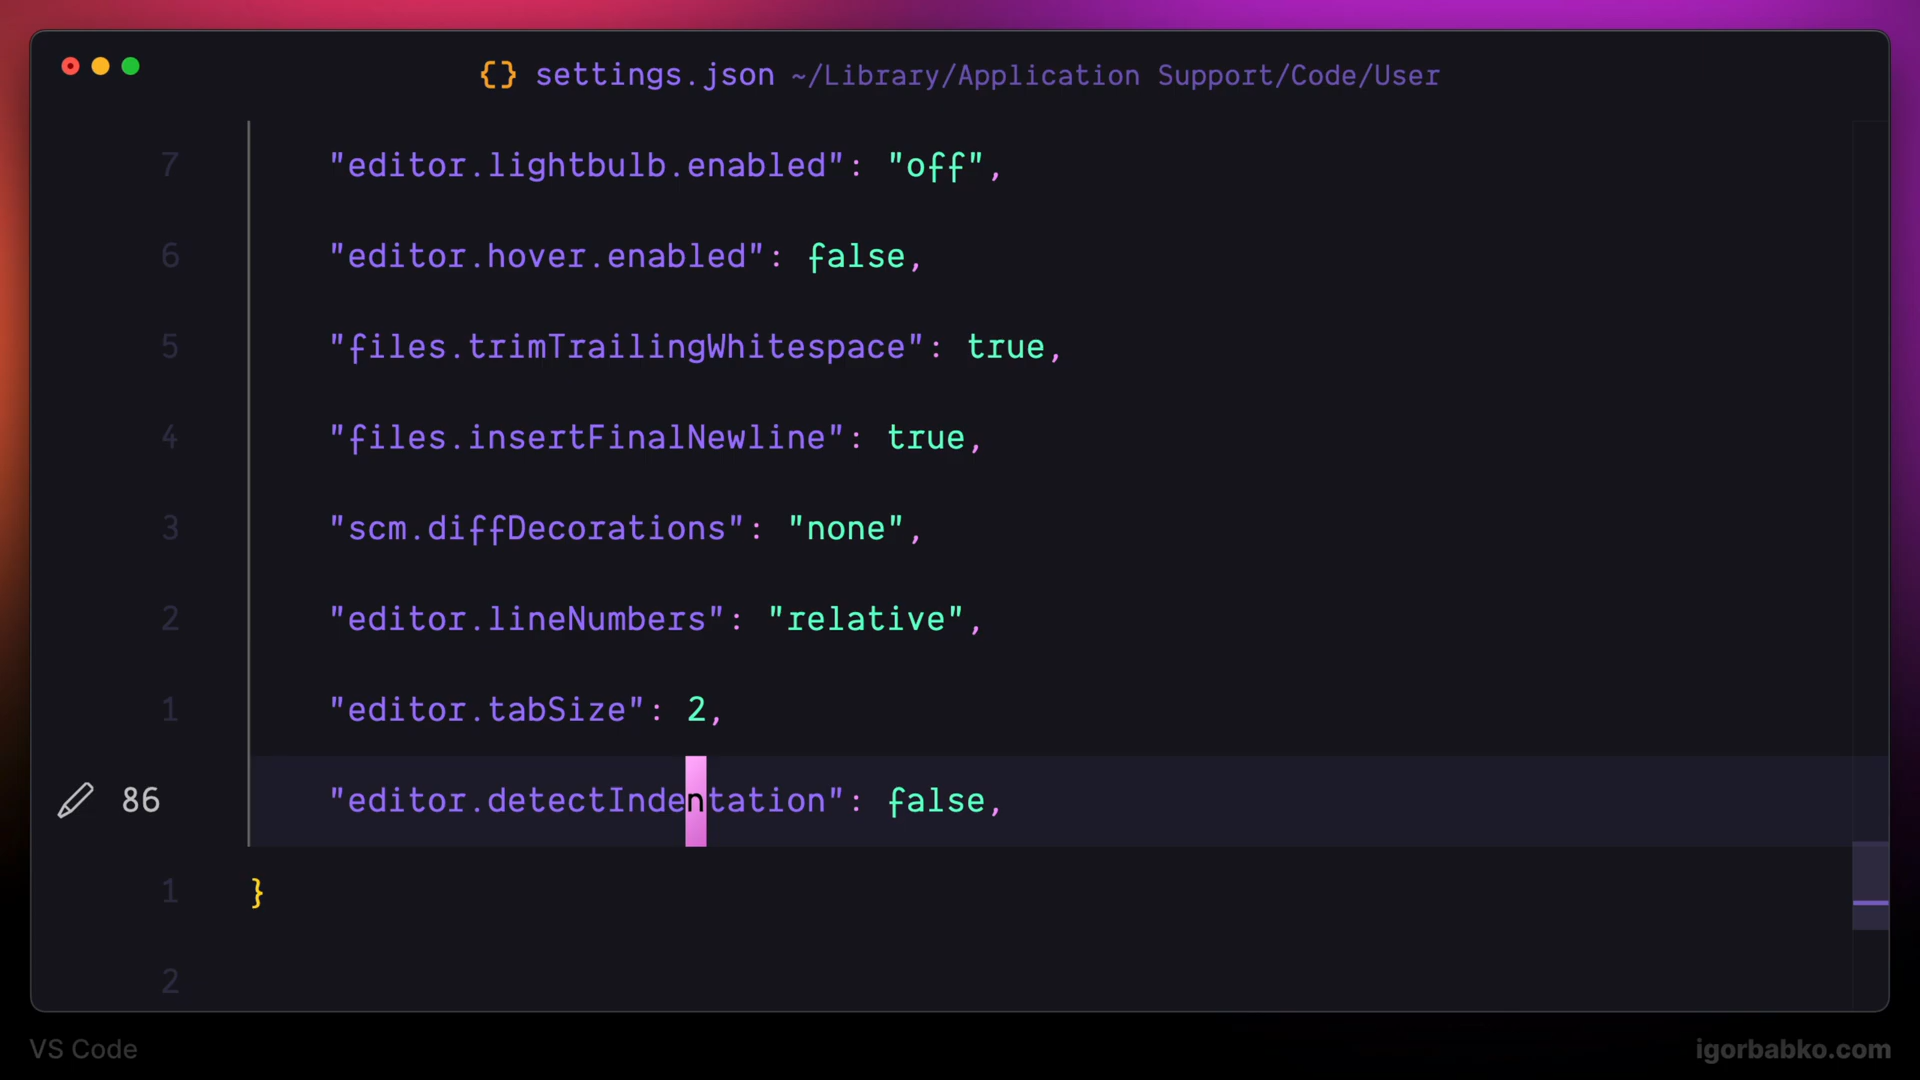 {} settings.json ~/Library/Application Support/Code/User
7 "editor.lightbulb.enabled": "off",
6 "editor.hover.enabled": false,
5 "files.trimTrailingWhitespace": true,
4 "files.insertFinalNewline": true,
3 "scm.diffDecorations": "none",
2 "editor.lineNumbers": "relative",
1 "editor.tabSize": 2,
86 "editor.detectIndentation": false,
1 }
2
VS Code
igorbabko.com